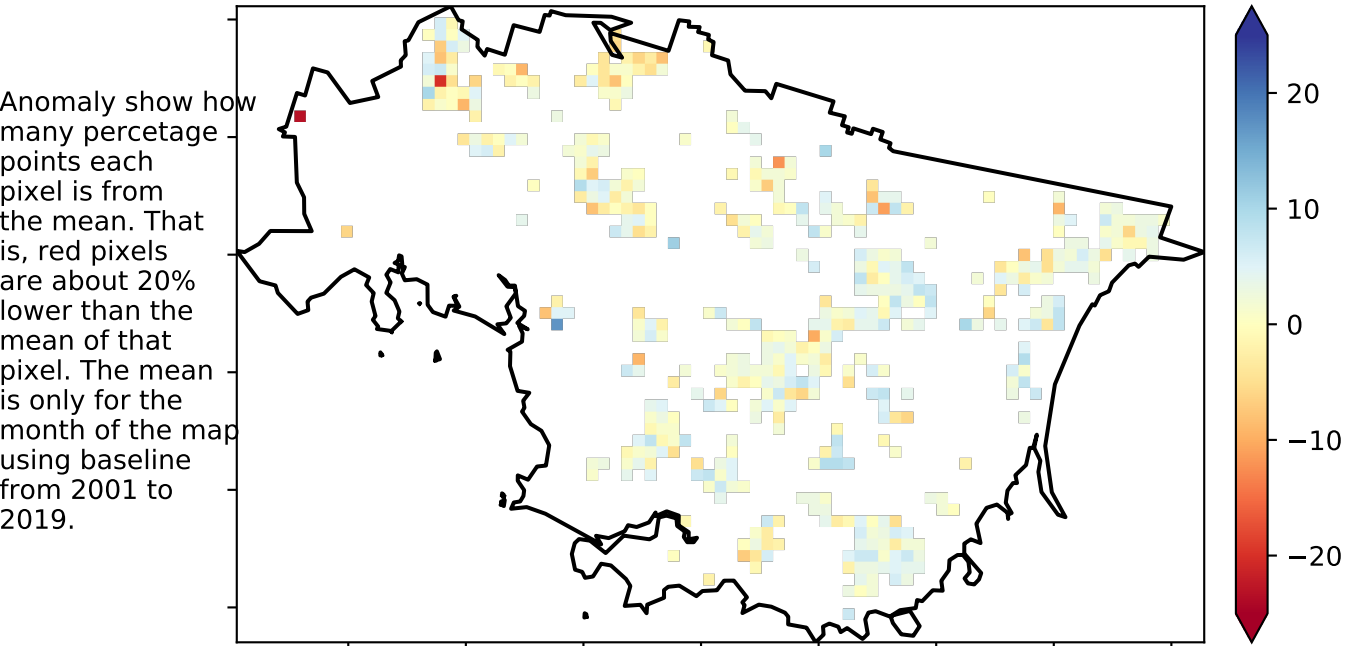 Anomaly show how
many percetage
points each
pixel is from
the mean. That
is, red pixels
are about 20%
lower than the
mean of that
pixel. The mean
is only for the
month of the map
using baseline
from 2001 to
2019.
20
10
0
−10
−20